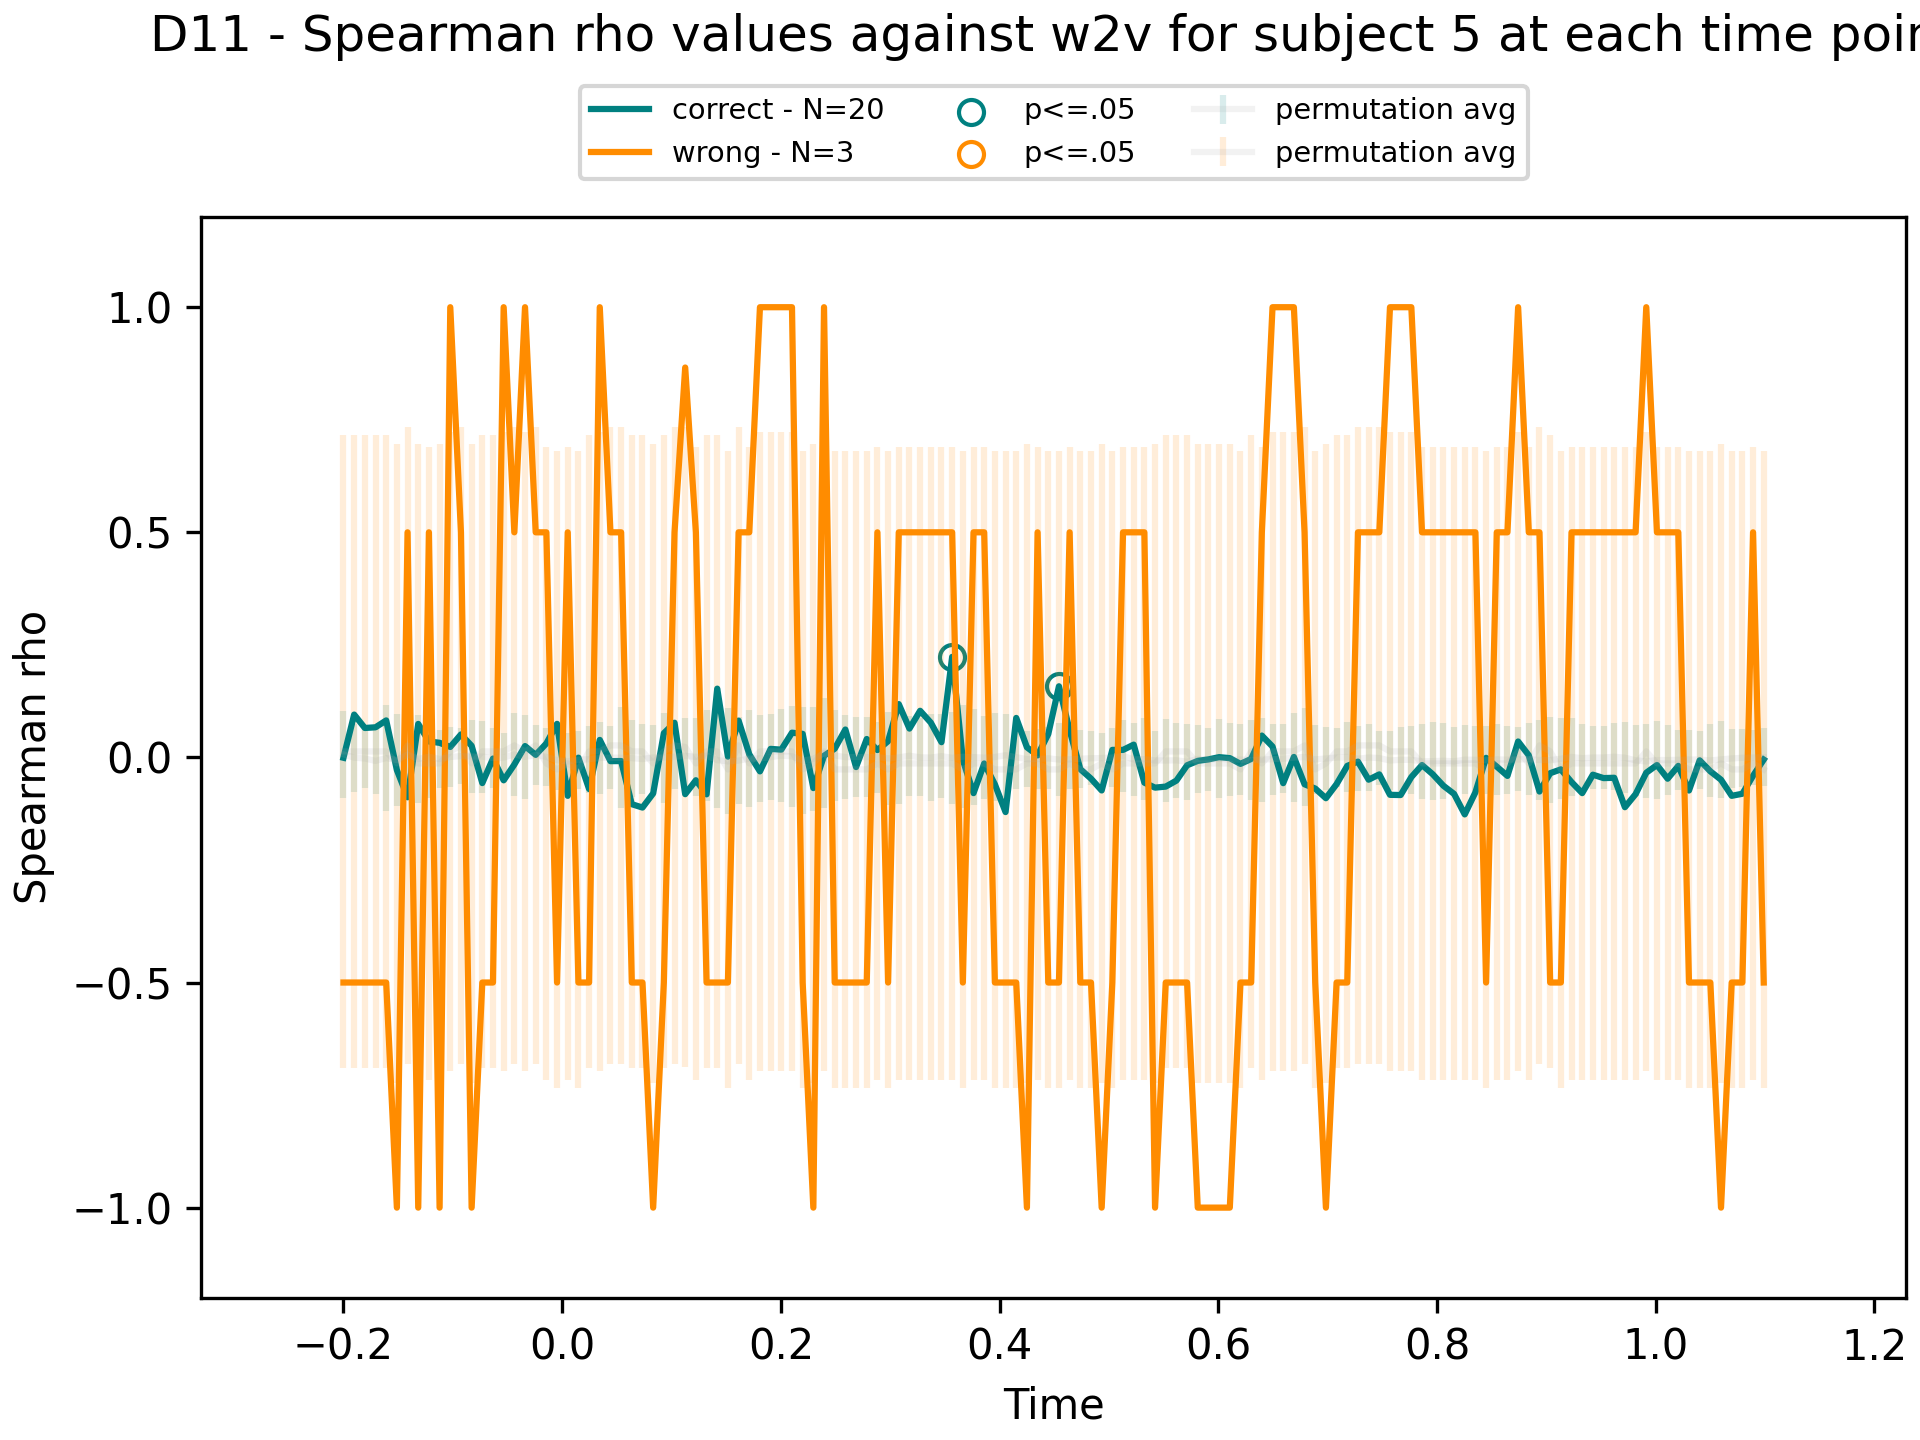 D11 - Spearman rho values against w2v for subject 5 at each time
correct - N=20 p<=.05 permutation avg
wrong - N=3 p<=.05 permutation avg
1.0
0.5
0.0
−0.5
−1.0
Spearman rho
−0.2 0.0 0.2 0.4 0.6 0.8 1.0 1.2
Time